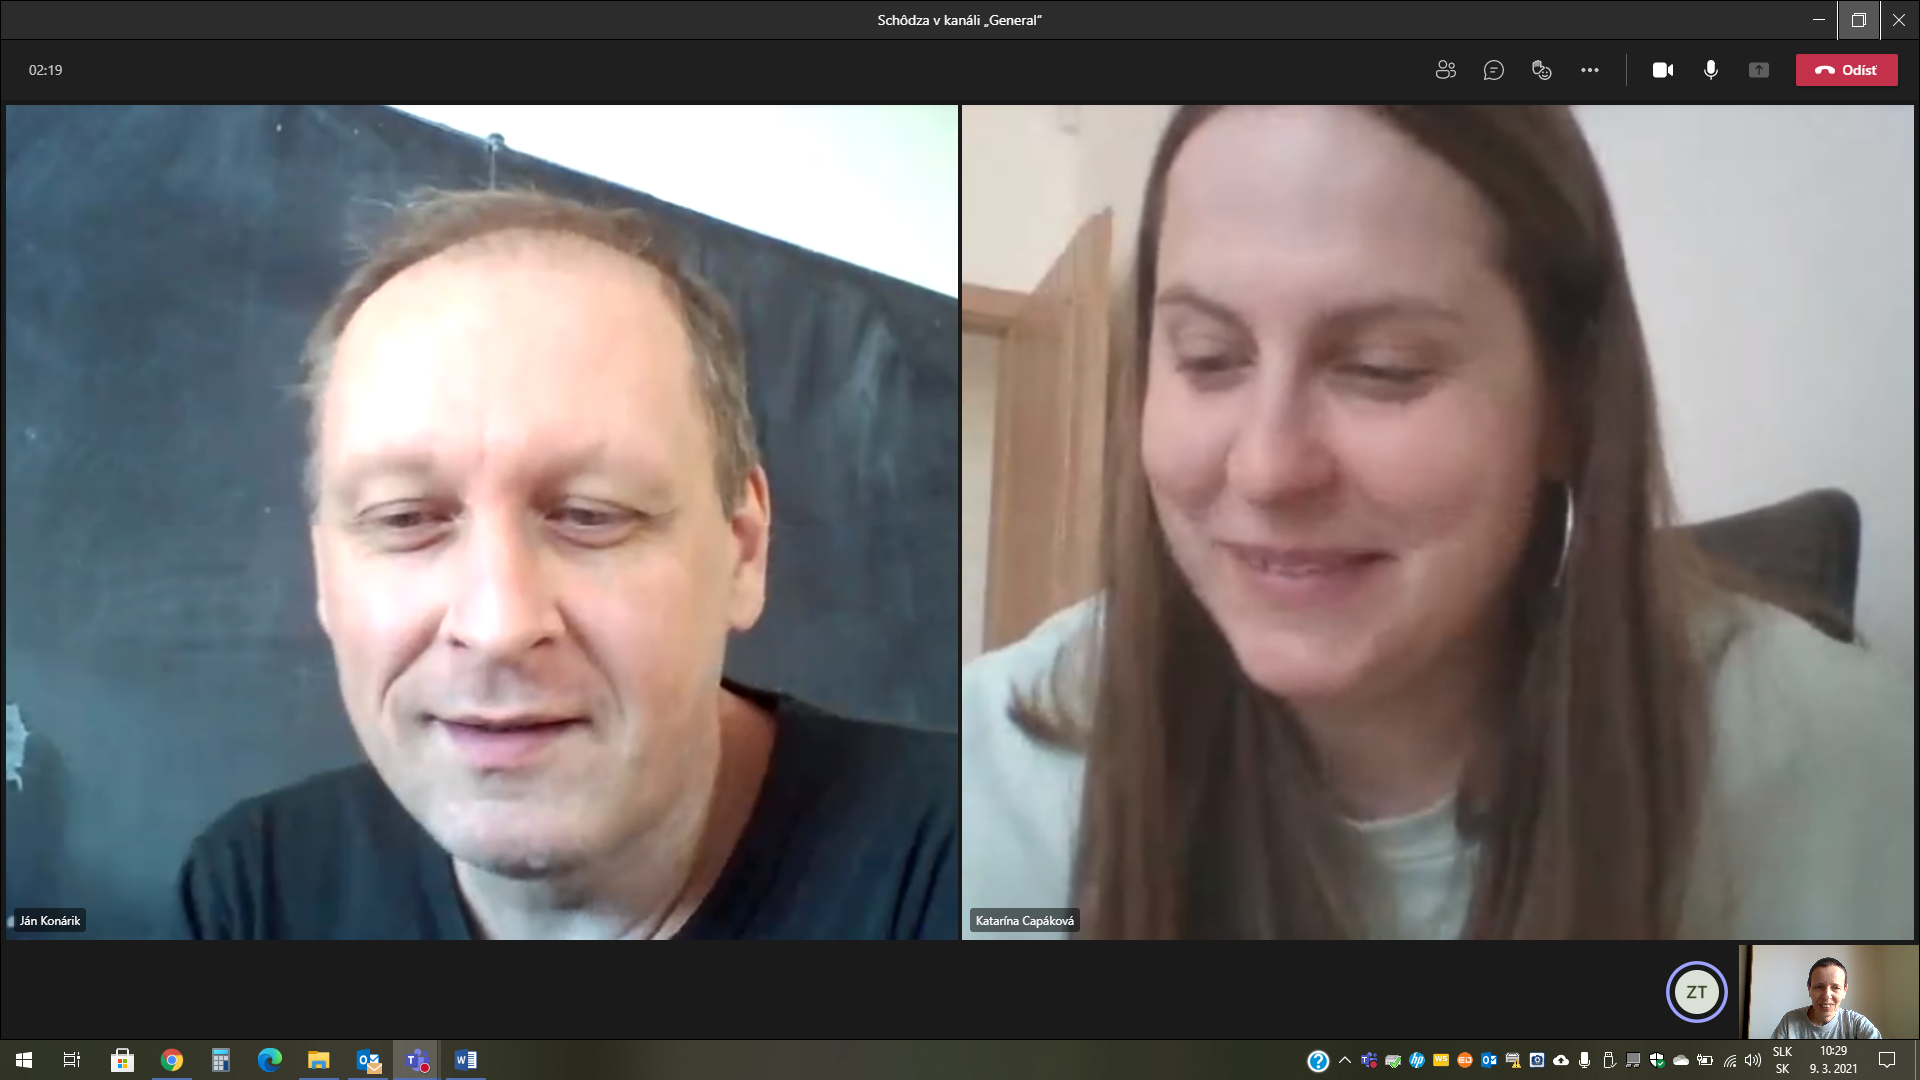 Schôdza v kanáli „General“
02:19
Odísť
Ján Konárik
Katarína Capáková
ZT
SLK
SK
10:29
9. 3. 2021